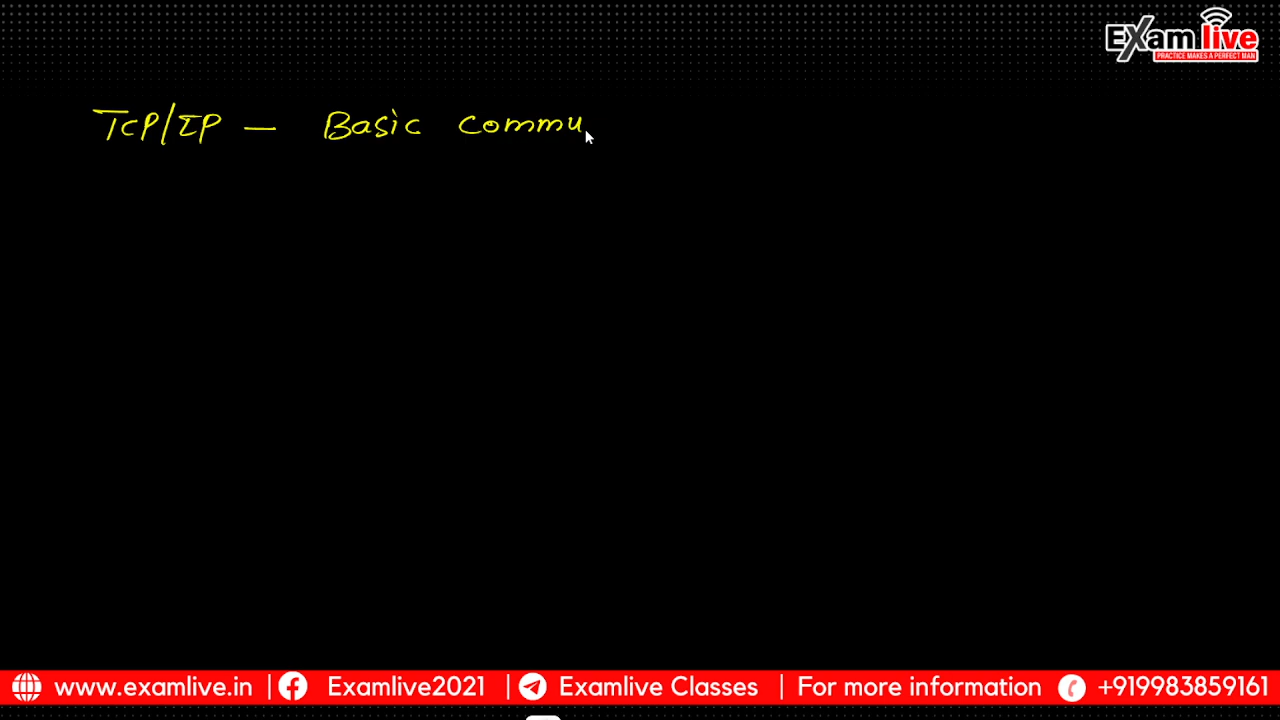 Exam live
PRACTICE MAKES A PERFECT MAN
TCP/IP — Basic commu
www.examlive.in | Examlive2021 | Examlive Classes | For more information +919983859161